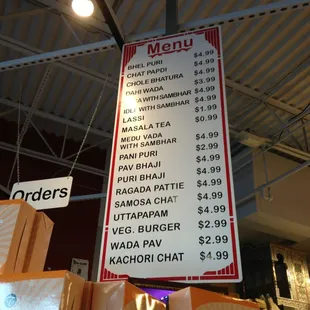 Menu
BHEL PURI $4.99
CHAT PAPDI $4.99
CHOLE BHATURA $4.99
DAHI WADA $4.99
WITH SAMBHAR $4.99
IDLI WITH SAMBHAR $3.99
LASSI $1.99
MASALA TEA $0.99
MEDU VADA
WITH SAMBHAR $4.99
PANI PURI $2.99
PAV BHAJI $4.99
PURI BHAJI $4.99
RAGADA PATTIE $4.99
SAMOSA CHAT $4.99
UTTAPAPAM $4.99
VEG. BURGER $2.99
WADA PAV $2.99
KACHORI CHAT $4.99
Orders